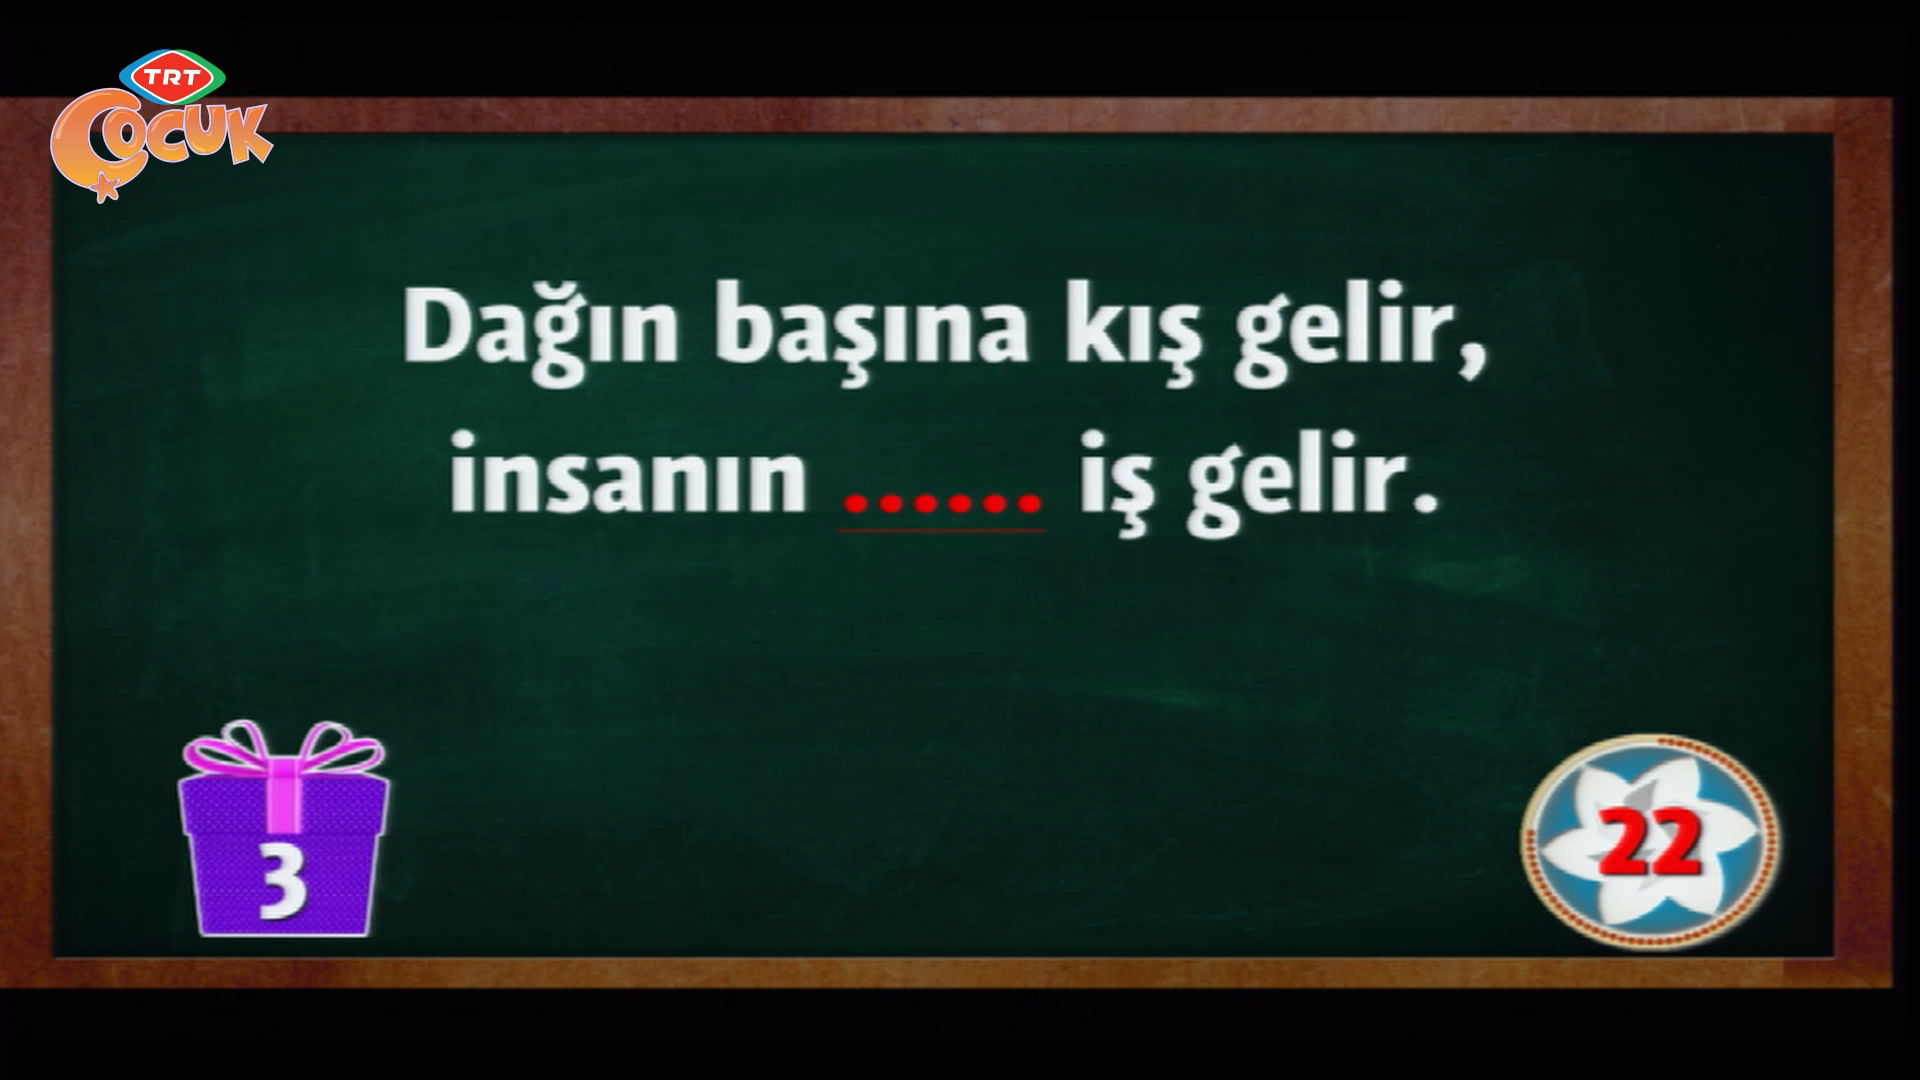 TRT
ÇOCUK
Dağın başına kış gelir,
insanın ...... iş gelir.
3
22